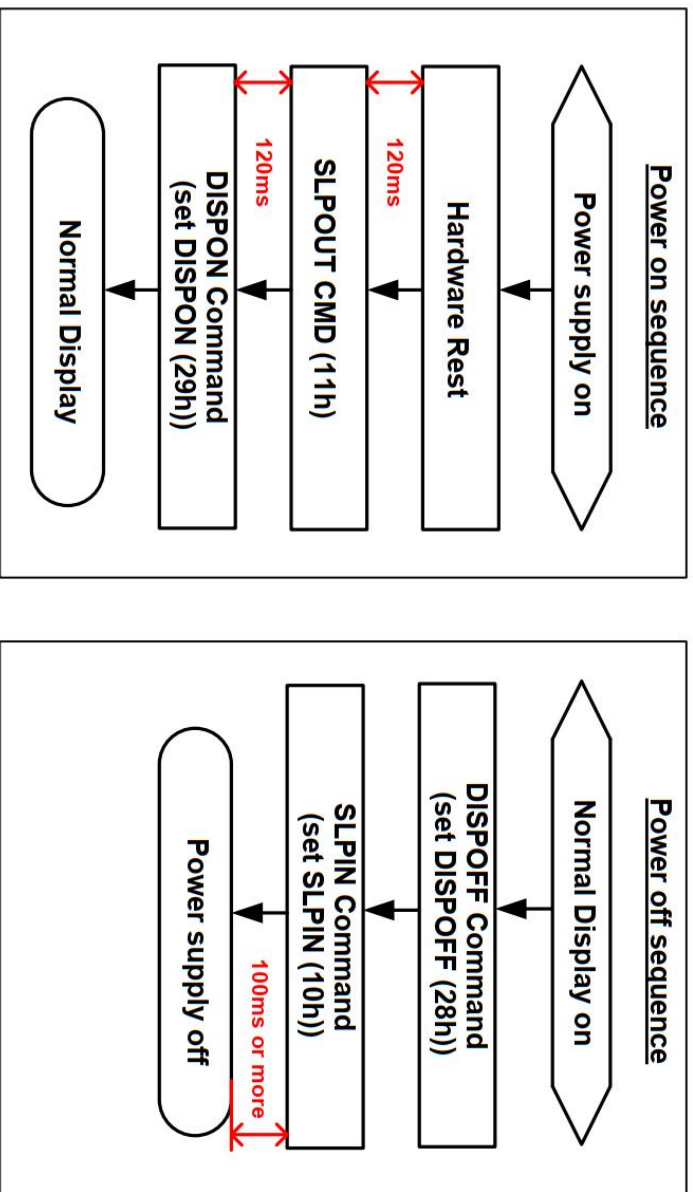 Power on sequence
Power supply on
Hardware Rest
120ms
SLPOUT CMD (11h)
120ms
DISPON Command
(set DISPON (29h))
Normal Display
Power off sequence
Normal Display on
DISPOFF Command
(set DISPOFF (28h))
SLPIN Command
(set SLPIN (10h))
100ms or more
Power supply off